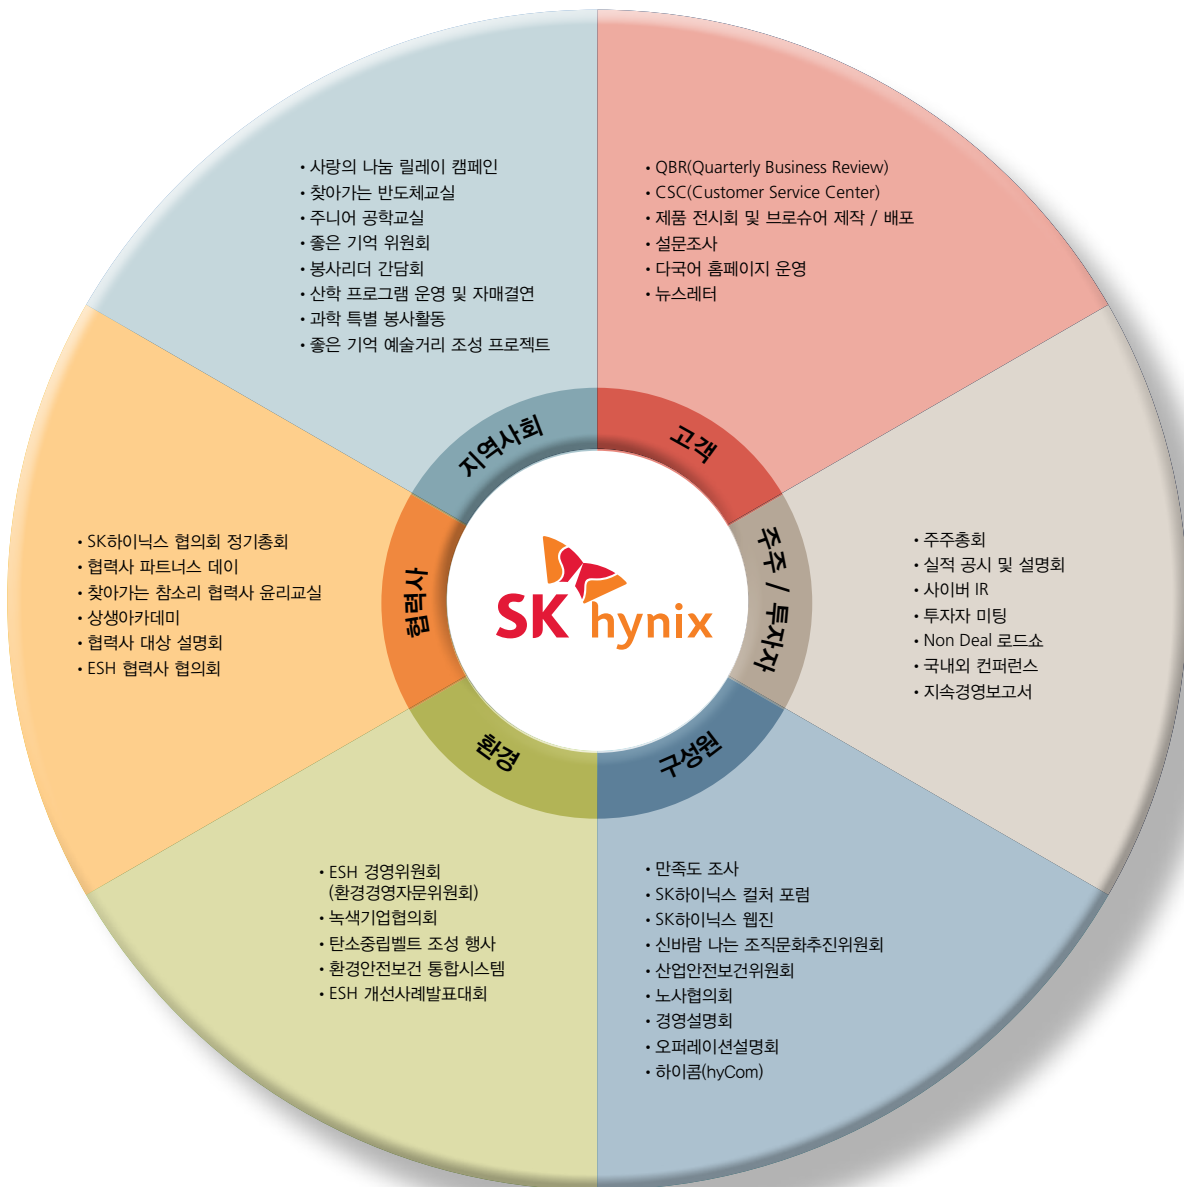 • 사랑의 나눔 릴레이 캠페인
• 찾아가는 반도체교실
• 주니어 공학교실
• 좋은 기억 위원회
• 봉사리더 간담회
• 산학 프로그램 운영 및 자매결연
• 과학 특별 봉사활동
• 좋은 기억 예술거리 조성 프로젝트
지역사회
• QBR(Quarterly Business Review)
• CSC(Customer Service Center)
• 제품 전시회 및 브로슈어 제작 / 배포
• 설문조사
• 다국어 홈페이지 운영
• 뉴스레터
고객
• SK하이닉스 협의회 정기총회
• 협력사 파트너스 데이
• 찾아가는 참소리 협력사 윤리교실
• 상생아카데미
• 협력사 대상 설명회
• ESH 협력사 협의회
협력사
SK hynix
주주 / 투자자
• 주주총회
• 실적 공시 및 설명회
• 사이버 IR
• 투자자 미팅
• Non Deal 로드쇼
• 국내외 컨퍼런스
• 지속경영보고서
환경
• ESH 경영위원회
(환경경영자문위원회)
• 녹색기업협의회
• 탄소중립벨트 조성 행사
• 환경안전보건 통합시스템
• ESH 개선사례발표대회
구성원
• 만족도 조사
• SK하이닉스 컬처 포럼
• SK하이닉스 웹진
• 신바람 나는 조직문화추진위원회
• 산업안전보건위원회
• 노사협의회
• 경영설명회
• 오퍼레이션설명회
• 하이콤(hyCom)